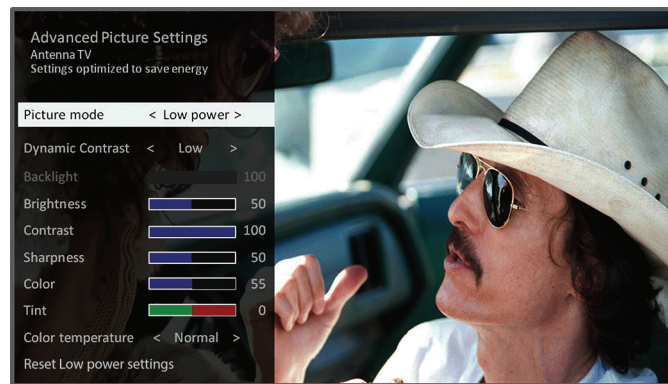 Advanced Picture Settings
Antenna TV
Settings optimized to save energy
Picture mode < Low power >
Dynamic Contrast < Low >
Backlight 100
Brightness 50
Contrast 100
Sharpness 50
Color 55
Tint 0
Color temperature < Normal >
Reset Low power settings